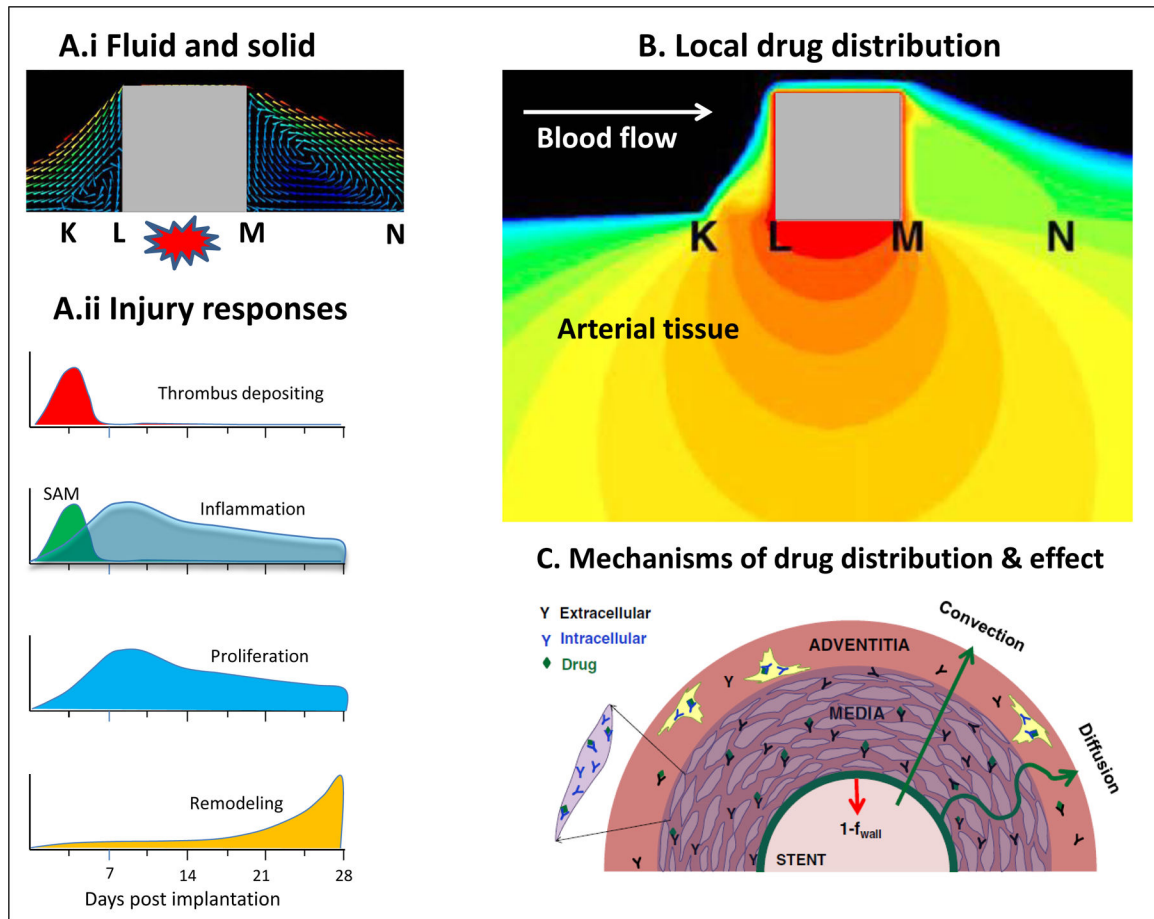 A.i Fluid and solid
K L M N
A.ii Injury responses
Thrombus depositing
SAM
Inflammation
Proliferation
Remodeling
7 14 21 28
Days post implantation
B. Local drug distribution
Blood flow
K L M N
Arterial tissue
C. Mechanisms of drug distribution & effect
Y Extracellular
Y Intracellular
Drug
ADVENTITIA
MEDIA
Convection
Diffusion
1-fwall
STENT